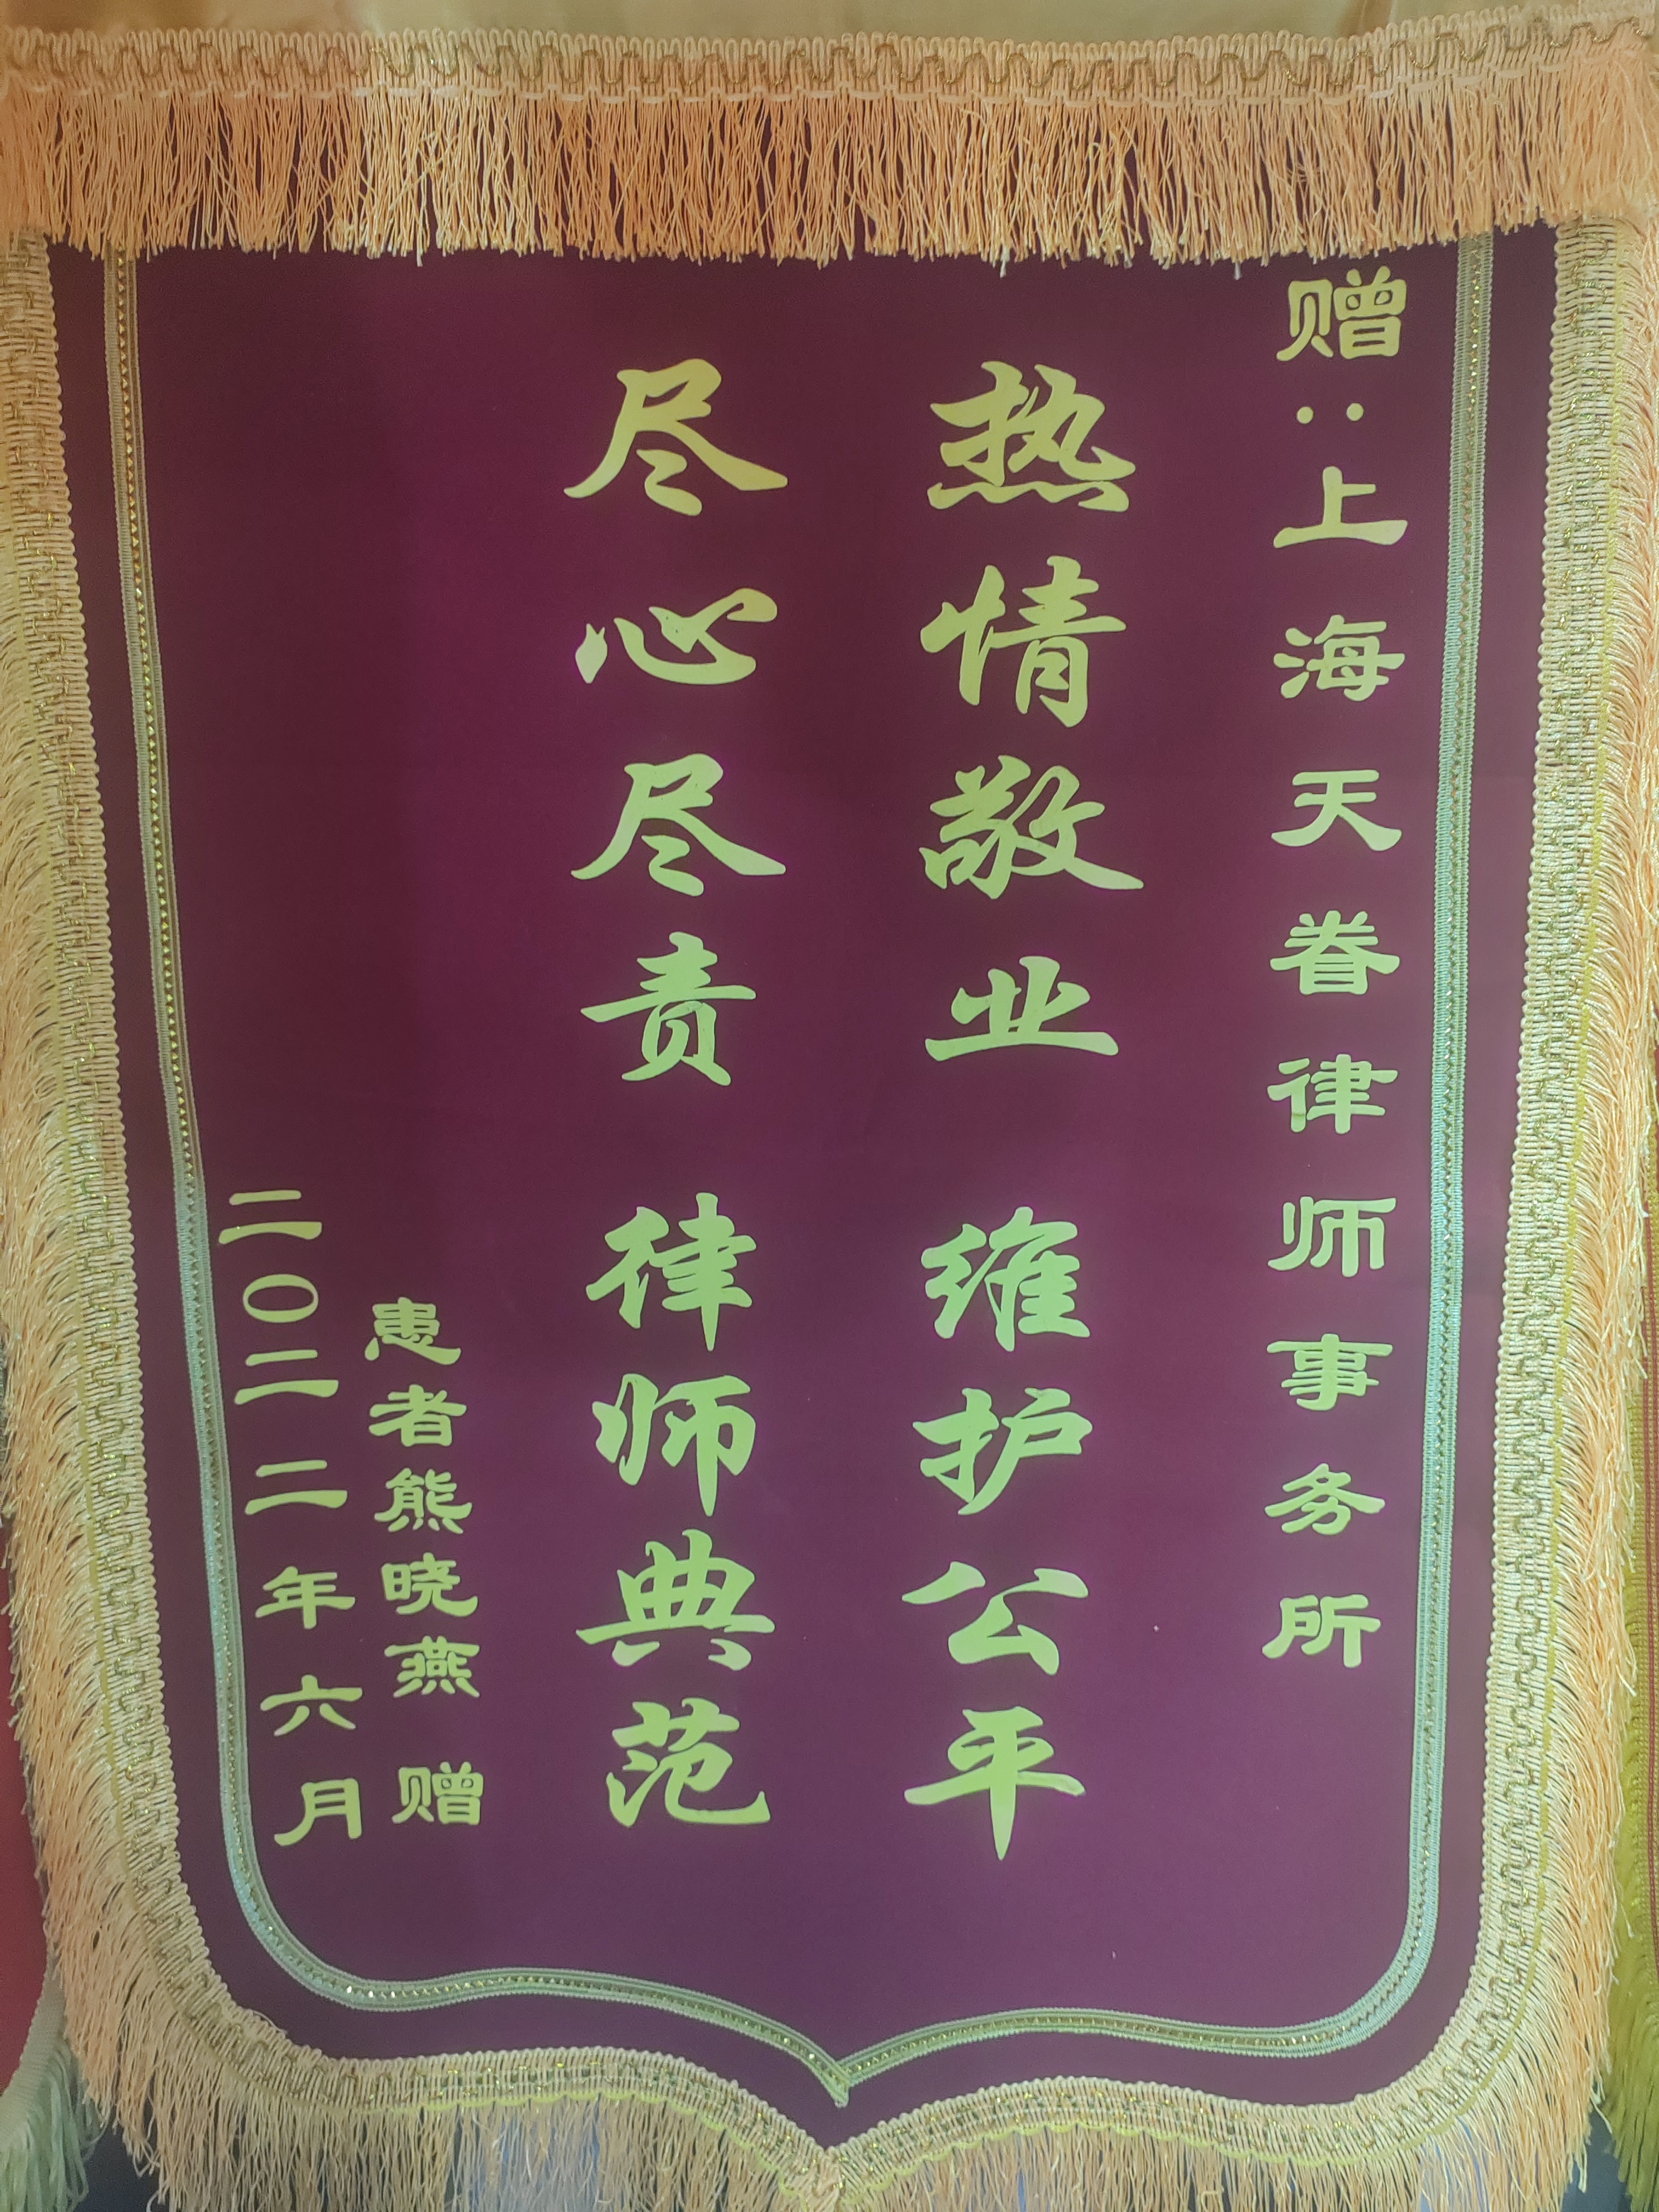 赠：上海天眷律师事务所
热情敬业 维护公平
尽心尽责 律师典范
患者熊晓燕 赠
二〇二二年六月